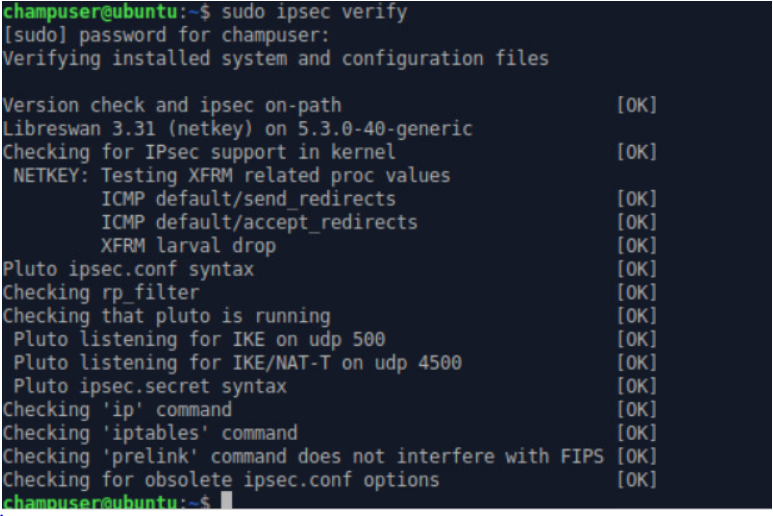 champuser@ubuntu:~$ sudo ipsec verify
[sudo] password for champuser:
Verifying installed system and configuration files
Version check and ipsec on-path [OK]
Libreswan 3.31 (netkey) on 5.3.0-40-generic
Checking for IPsec support in kernel [OK]
NETKEY: Testing XFRM related proc values
ICMP default/send_redirects [OK]
ICMP default/accept_redirects [OK]
XFRM larval drop [OK]
Pluto ipsec.conf syntax [OK]
Checking rp_filter [OK]
Checking that pluto is running [OK]
Pluto listening for IKE on udp 500 [OK]
Pluto listening for IKE/NAT-T on udp 4500 [OK]
Pluto ipsec.secret syntax [OK]
Checking 'ip' command [OK]
Checking 'iptables' command [OK]
Checking 'prelink' command does not interfere with FIPS [OK]
Checking for obsolete ipsec.conf options [OK]
champuser@ubuntu:~$